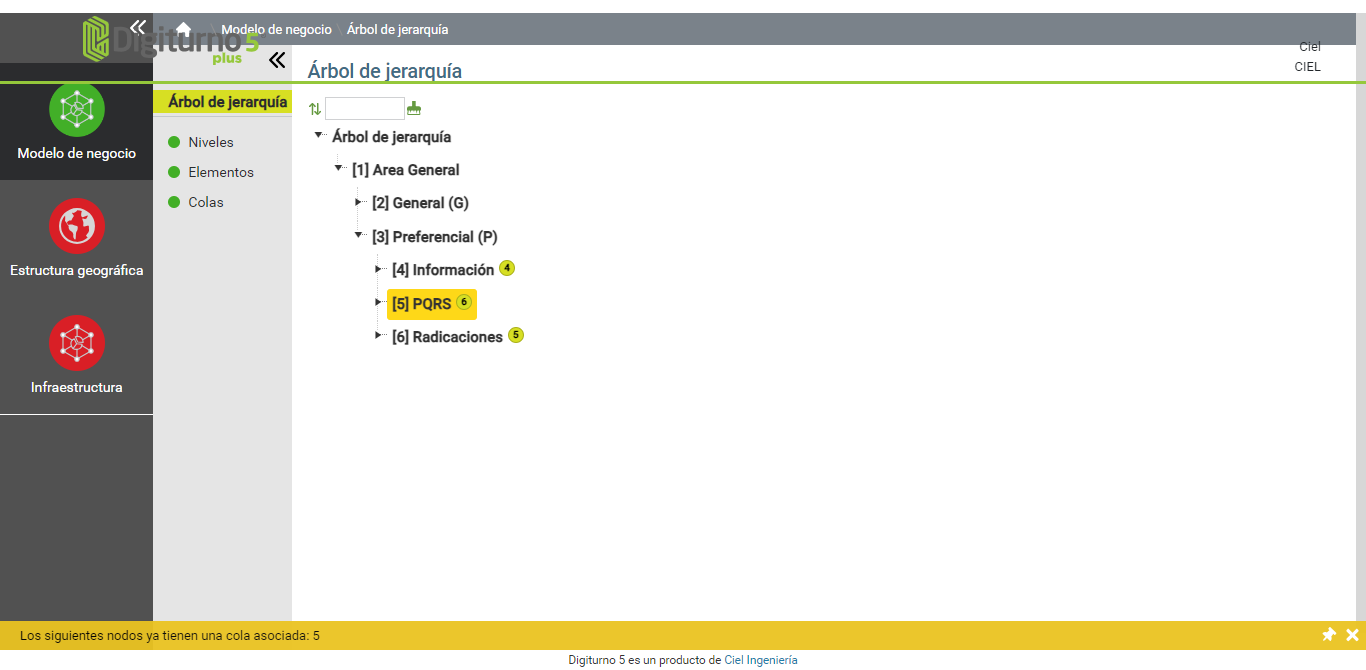 Digiturno 5
plus
Modelo de negocio
Árbol de jerarquía
Ciel
CIEL
Árbol de jerarquía
Modelo de negocio
Estructura geográfica
Infraestructura
Árbol de jerarquía
Niveles
Elementos
Colas
Árbol de jerarquía
[1] Area General
[2] General (G)
[3] Preferencial (P)
[4] Información 4
[5] PQRS 6
[6] Radicaciones 5
Los siguientes nodos ya tienen una cola asociada: 5
Digiturno 5 es un producto de Ciel Ingeniería